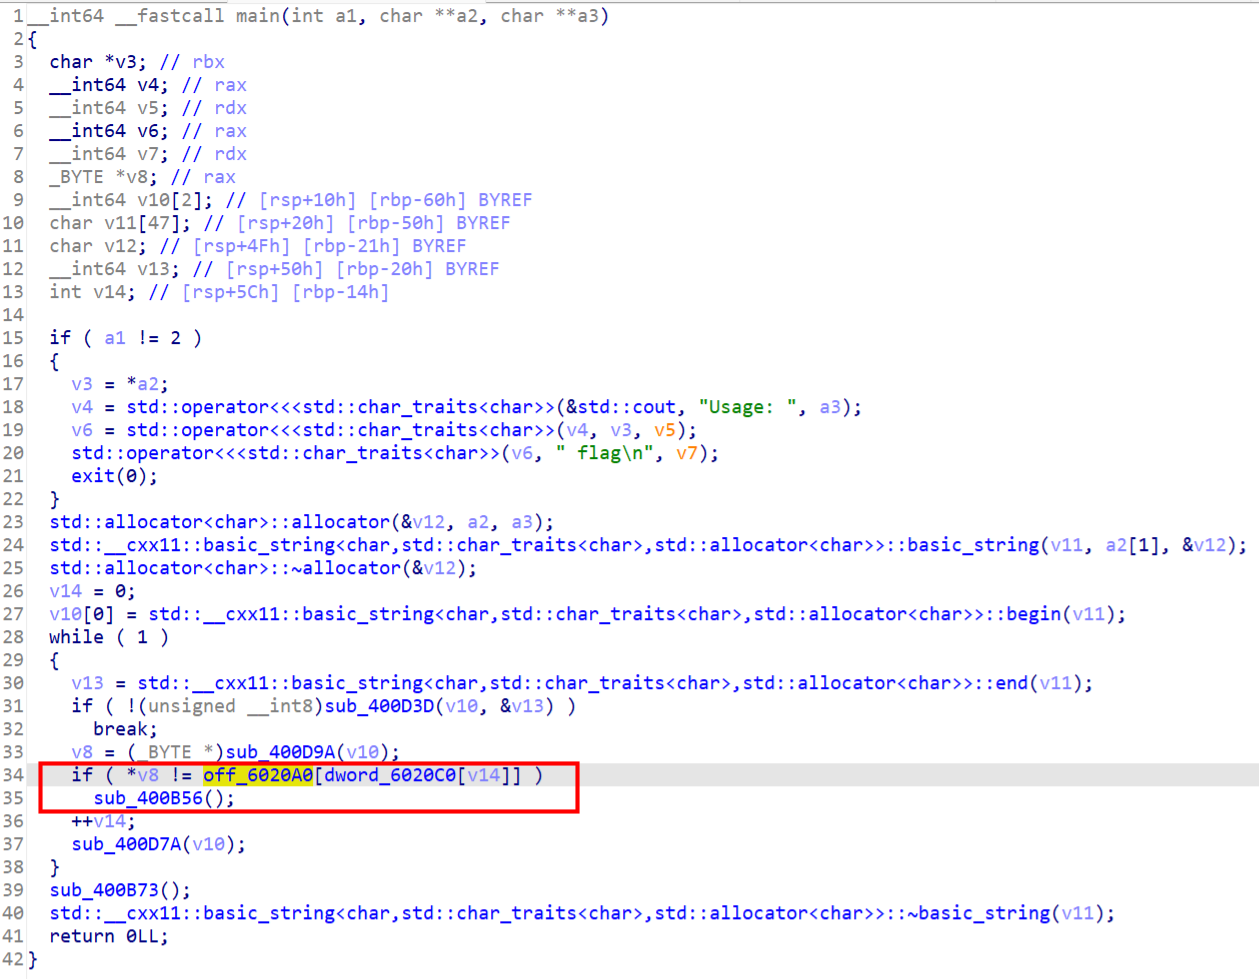 1 __int64 __fastcall main(int a1, char **a2, char **a3)
2 {
3   char *v3; // rbx
4   __int64 v4; // rax
5   __int64 v5; // rdx
6   __int64 v6; // rax
7   __int64 v7; // rdx
8   _BYTE *v8; // rax
9   __int64 v10[2]; // [rsp+10h] [rbp-60h] BYREF
10   char v11[47]; // [rsp+20h] [rbp-50h] BYREF
11   char v12; // [rsp+4Fh] [rbp-21h] BYREF
12   __int64 v13; // [rsp+50h] [rbp-20h] BYREF
13   int v14; // [rsp+5Ch] [rbp-14h]
14
15   if ( a1 != 2 )
16   {
17     v3 = *a2;
18     v4 = std::operator<<<std::char_traits<char>>(&std::cout, "Usage: ", a3);
19     v6 = std::operator<<<std::char_traits<char>>(v4, v3, v5);
20     std::operator<<<std::char_traits<char>>(v6, " flag\n", v7);
21     exit(0);
22   }
23   std::allocator<char>::allocator(&v12, a2, a3);
24   std::__cxx11::basic_string<char,std::char_traits<char>,std::allocator<char>>::basic_string(v11, a2[1], &v12);
25   std::allocator<char>::~allocator(&v12);
26   v14 = 0;
27   v10[0] = std::__cxx11::basic_string<char,std::char_traits<char>,std::allocator<char>>::begin(v11);
28   while ( 1 )
29   {
30     v13 = std::__cxx11::basic_string<char,std::char_traits<char>,std::allocator<char>>::end(v11);
31     if ( !(unsigned __int8)sub_400D3D(v10, &v13) )
32       break;
33     v8 = (_BYTE *)sub_400D9A(v10);
34     if ( *v8 != off_6020A0[dword_6020C0[v14]] )
35       sub_400B56();
36     ++v14;
37     sub_400D7A(v10);
38   }
39   sub_400B73();
40   std::__cxx11::basic_string<char,std::char_traits<char>,std::allocator<char>>::~basic_string(v11);
41   return 0LL;
42 }